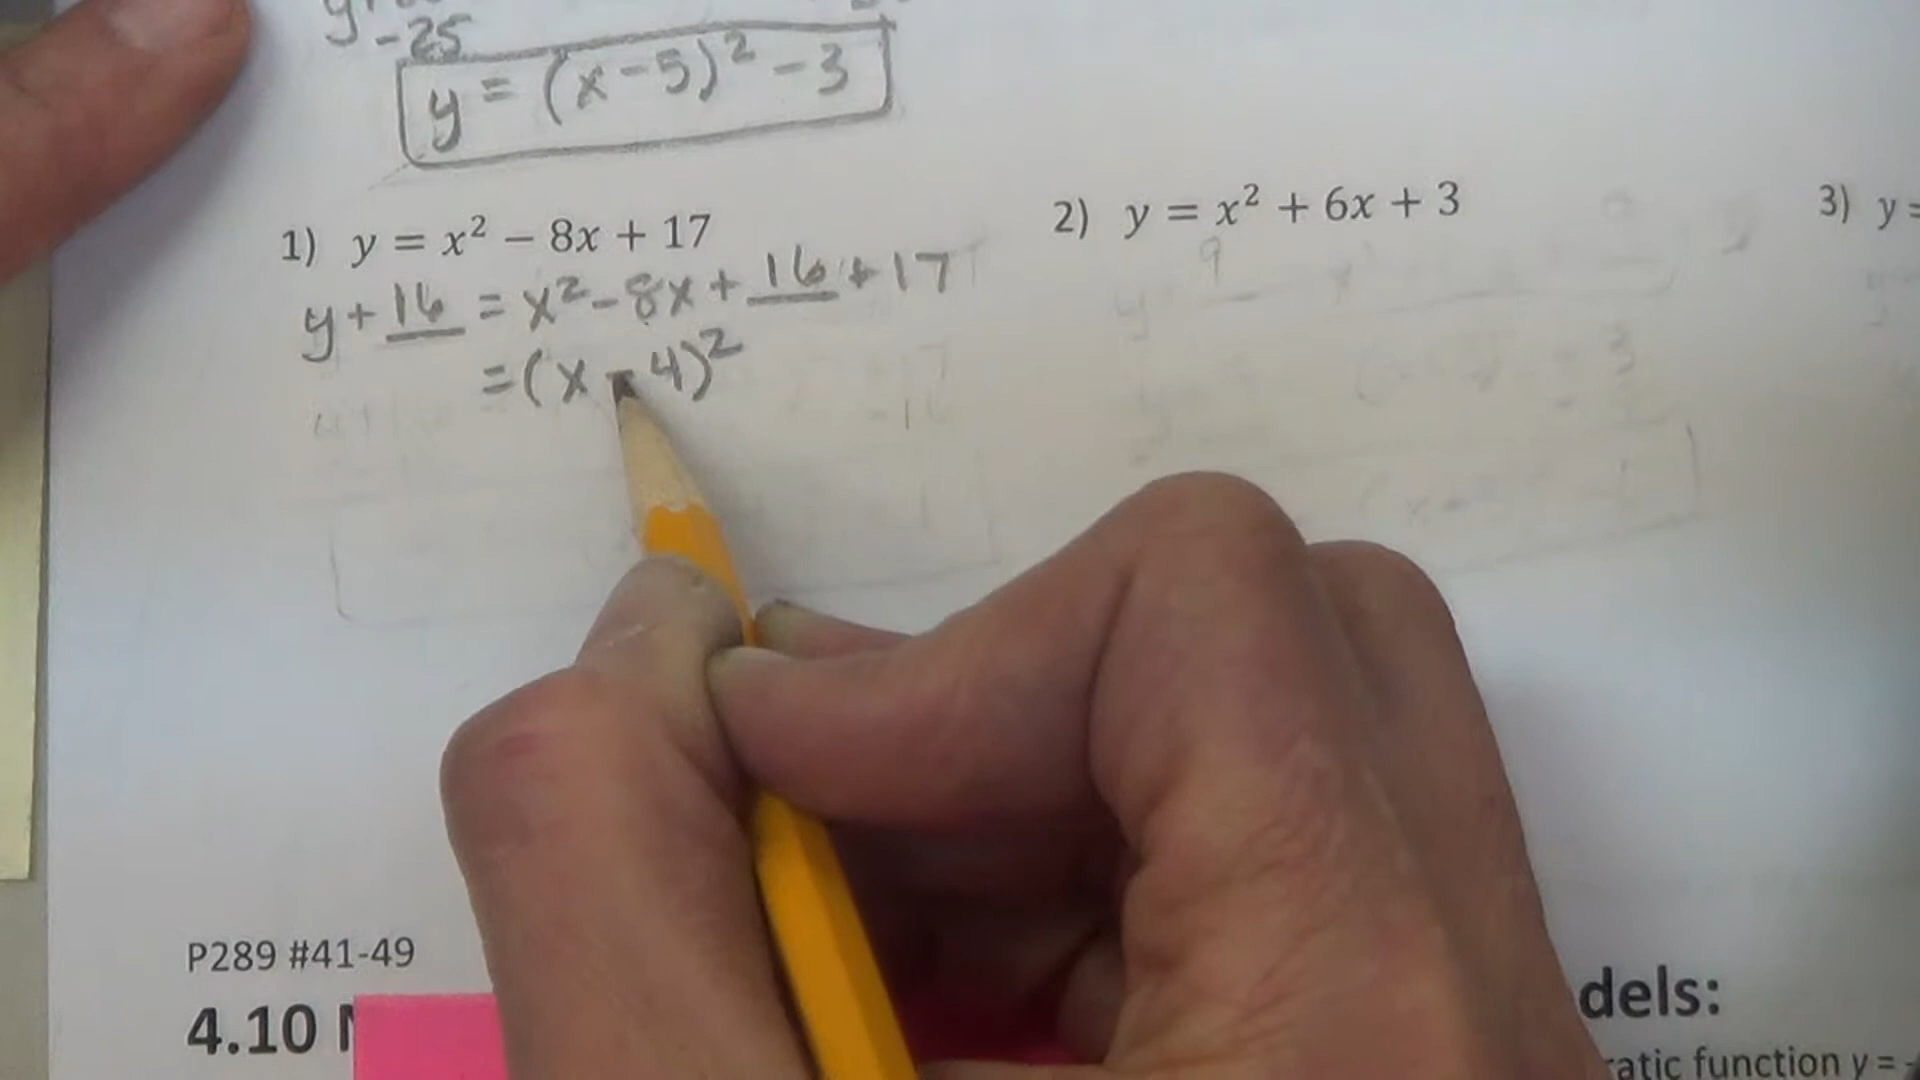 -25
y = (x-5)² - 3
1) y = x² − 8x + 17
2) y = x² + 6x + 3
3) y =
y + 16 = x² - 8x + 16 + 17
= (x - 4)²
P289 #41-49
4.10
dels:
ratic function y = -